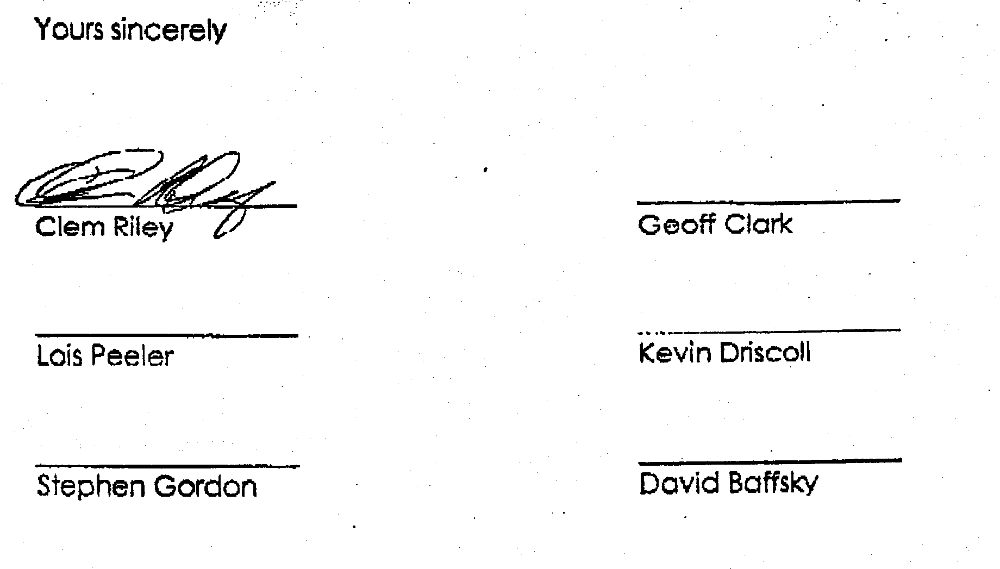 Yours sincerely
Clem Riley
Geoff Clark
Lois Peeler
Kevin Driscoll
Stephen Gordon
David Baffsky